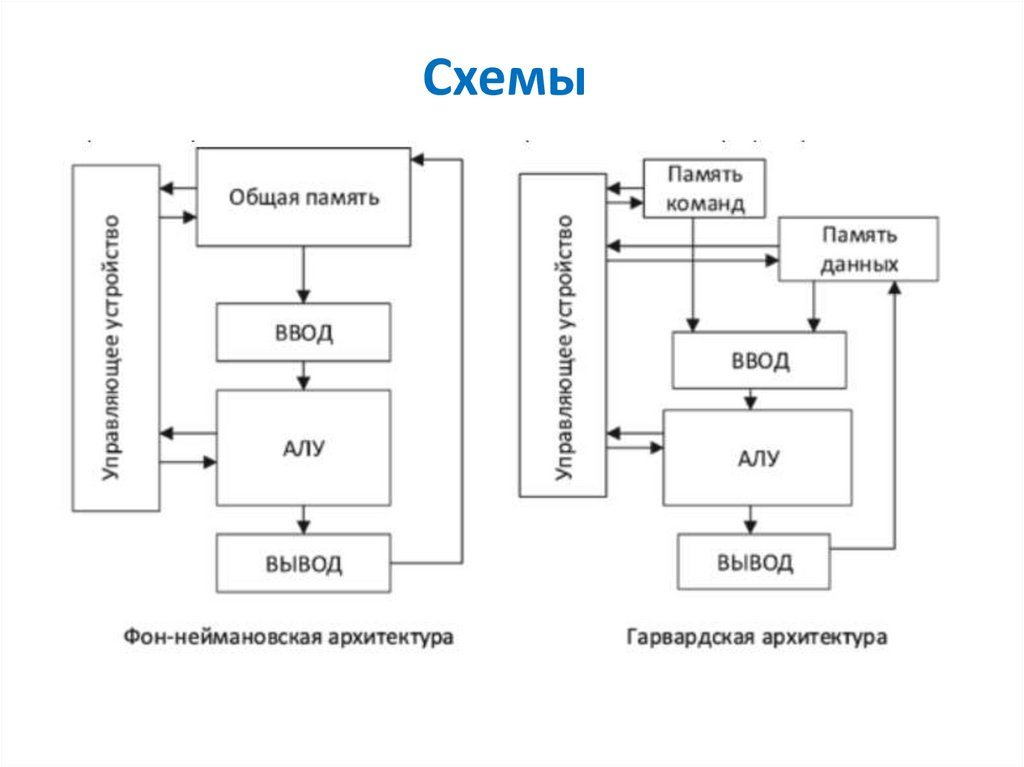 Схемы
Управляющее устройство
Общая память
ВВОД
АЛУ
ВЫВОД
Фон-неймановская архитектура
Управляющее устройство
Память
команд
Память
данных
ВВОД
АЛУ
ВЫВОД
Гарвардская архитектура